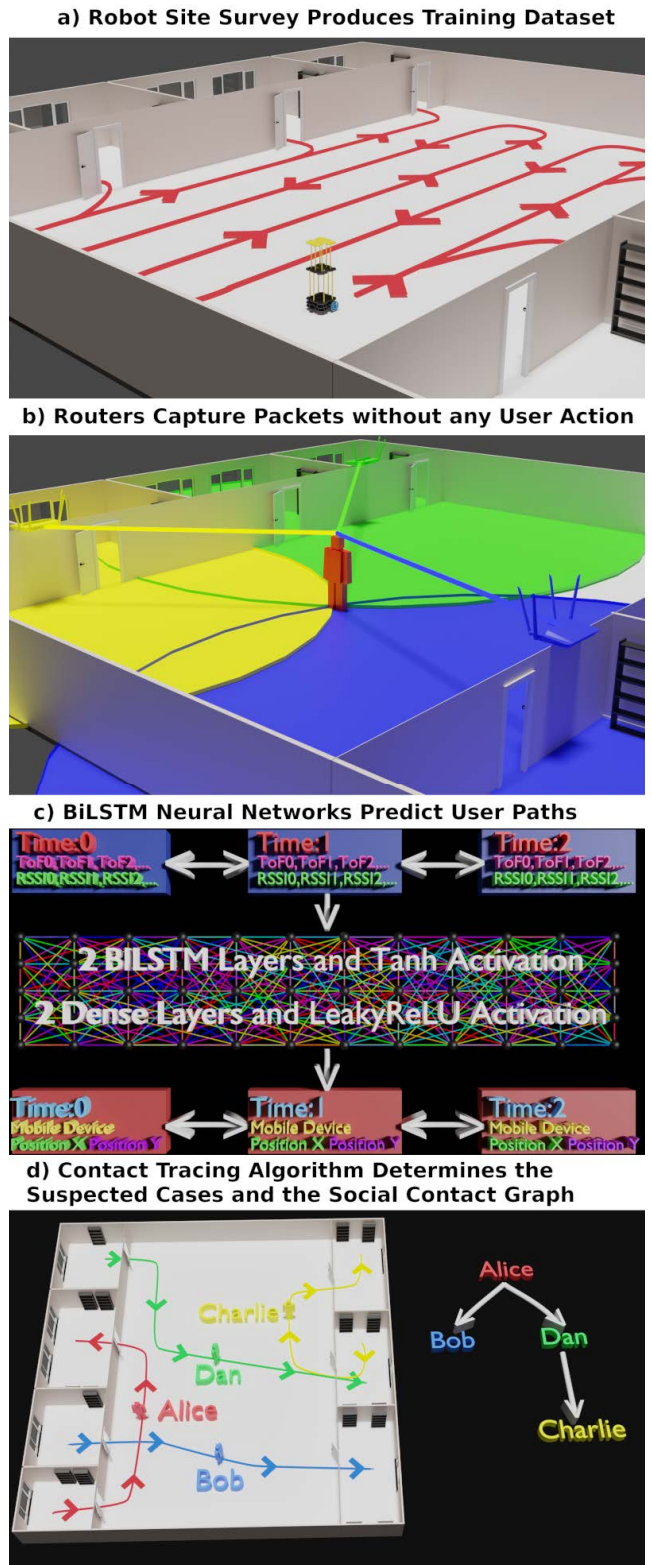 a) Robot Site Survey Produces Training Dataset
b) Routers Capture Packets without any User Action
c) BiLSTM Neural Networks Predict User Paths
Time:0
ToF0,ToF1,ToF2,...
RSSI0,RSSI1,RSSI2,...
Time:1
ToF0,ToF1,ToF2,...
RSSI0,RSSI1,RSSI2,...
Time:2
ToF0,ToF1,ToF2,...
RSSI0,RSSI1,RSSI2,...
2 BILSTM Layers and Tanh Activation
2 Dense Layers and LeakyReLU Activation
Time:0
Mobile Device
Position X Position Y
Time:1
Mobile Device
Position X Position Y
Time:2
Mobile Device
Position X Position Y
d) Contact Tracing Algorithm Determines the
Suspected Cases and the Social Contact Graph
Charlie
Dan
Alice
Bob
Alice
Bob
Dan
Charlie